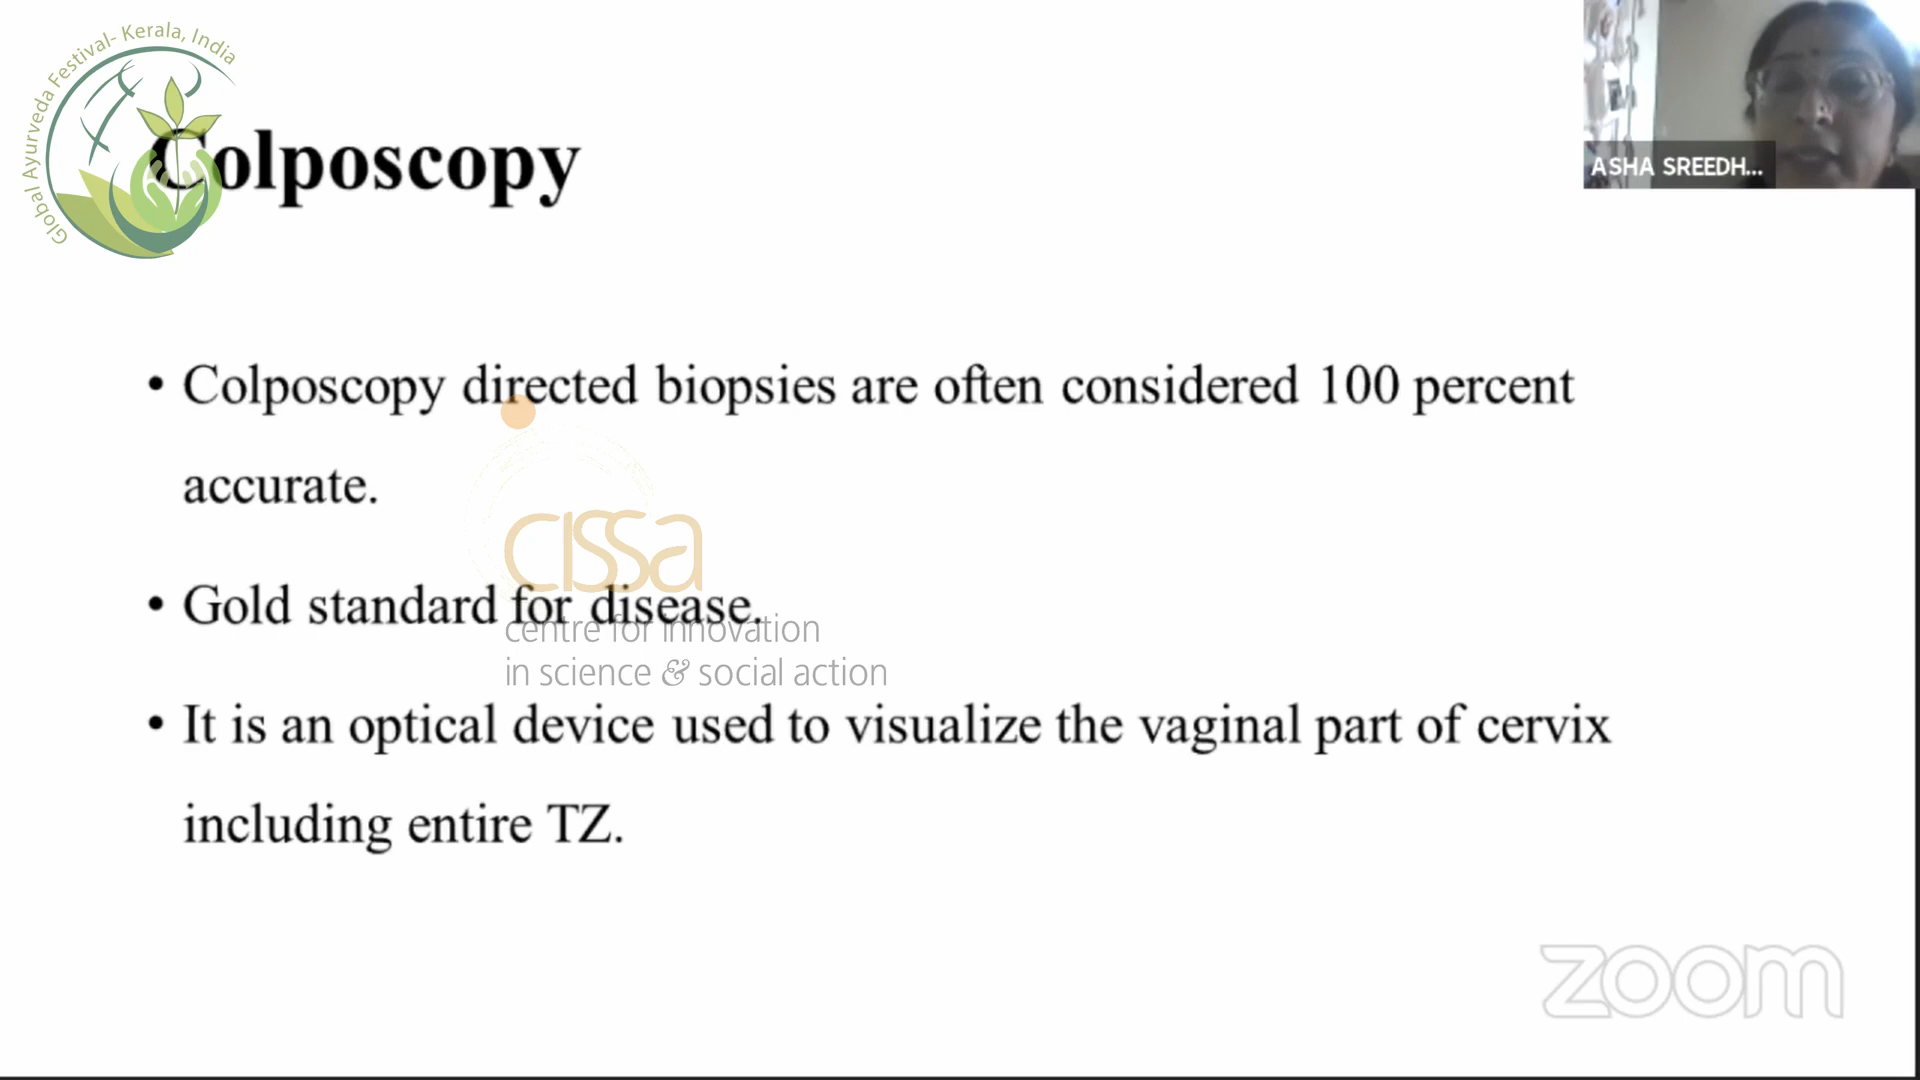 Global Ayurveda Festival- Kerala, India
ASHA SREEDH...
Colposcopy
• Colposcopy directed biopsies are often considered 100 percent
accurate.
cissa
• Gold standard for disease.
centre for innovation
in science & social action
• It is an optical device used to visualize the vaginal part of cervix
including entire TZ.
zoom